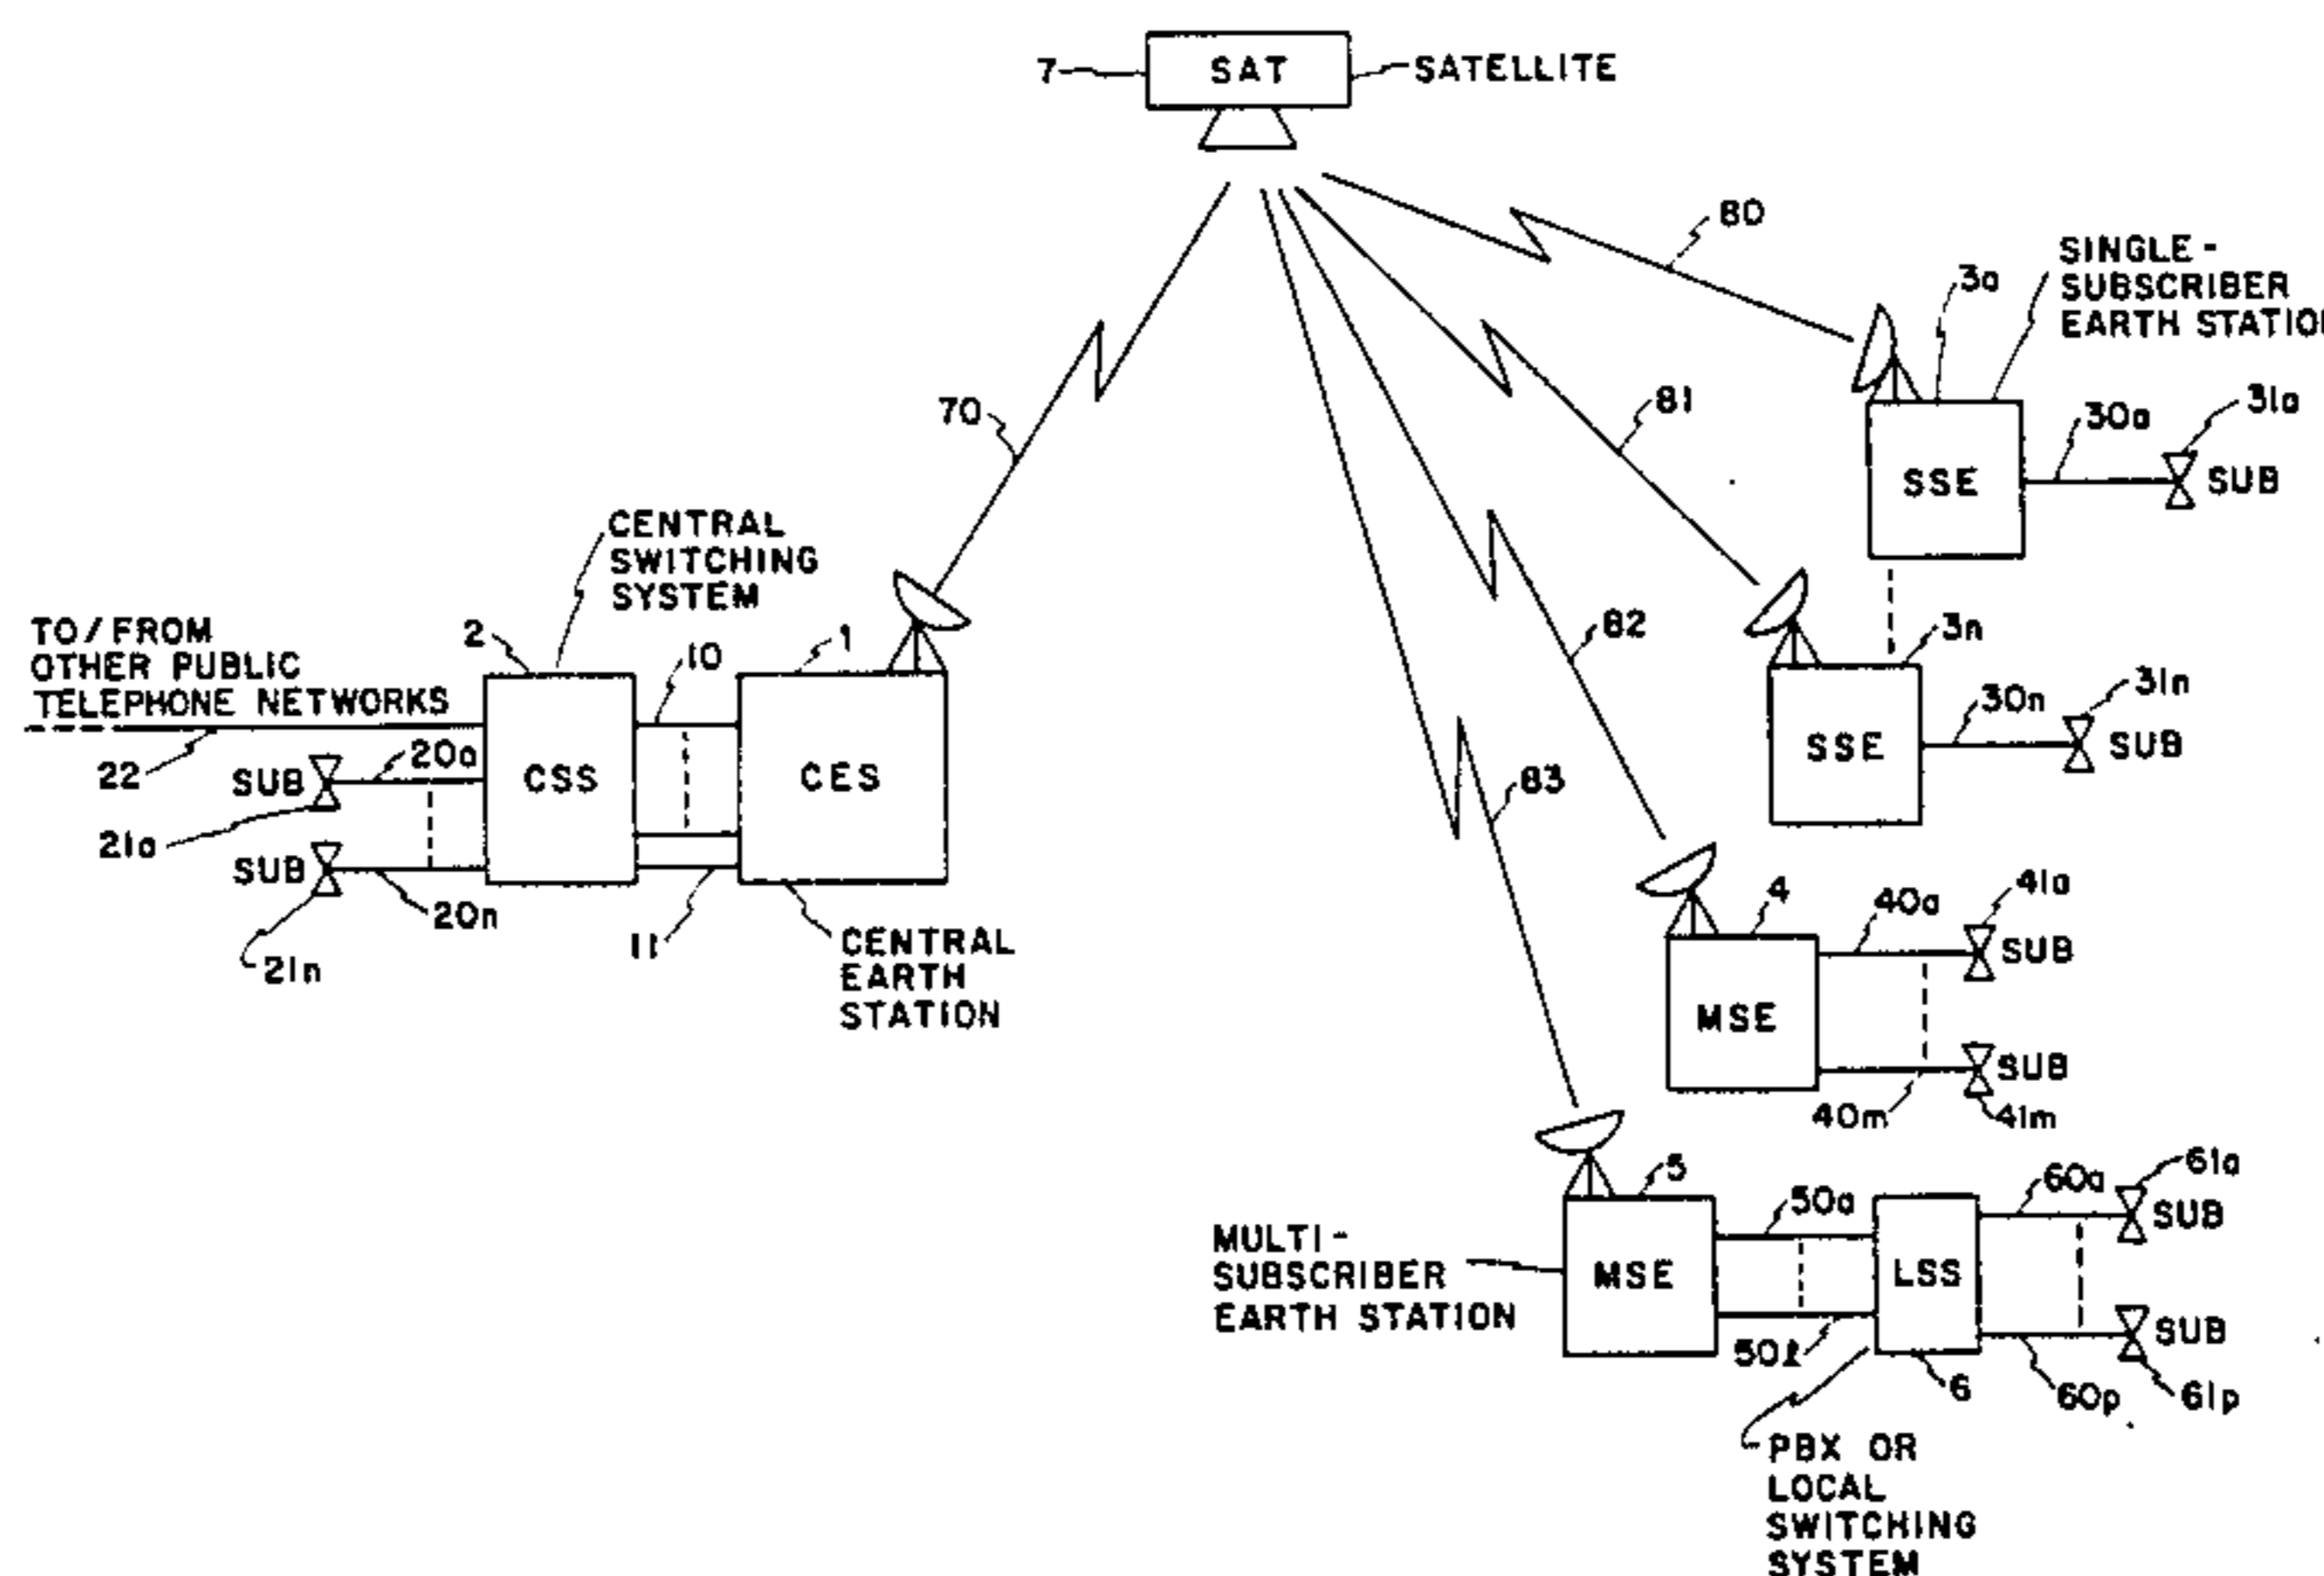 7
SAT
SATELLITE
80
SINGLE-
SUBSCRIBER
EARTH STATION
3a
31a
30a
SSE
SUB
70
81
CENTRAL
SWITCHING
SYSTEM
TO/FROM
OTHER PUBLIC
TELEPHONE NETWORKS
2
10
1
82
3n
31n
30n
SSE
SUB
22
SUB
20a
CSS
CES
83
21a
SUB
20n
11
21n
CENTRAL
EARTH
STATION
4
40a
41a
SUB
MSE
SUB
40m
41m
5
50a
60a
61a
SUB
MULTI-
SUBSCRIBER
EARTH STATION
MSE
LSS
SUB
50l
6
60p
61p
PBX OR
LOCAL
SWITCHING
SYSTEM